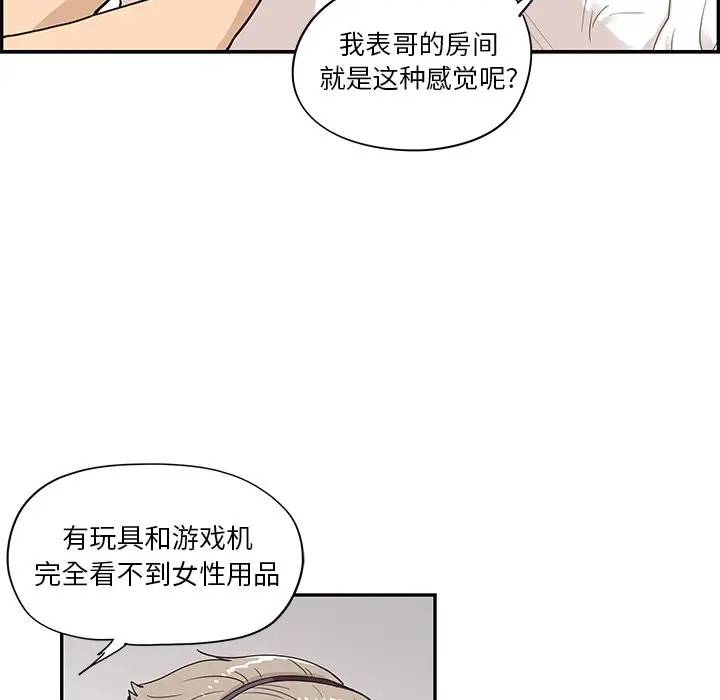 我表哥的房间
就是这种感觉呢?
有玩具和游戏机
完全看不到女性用品